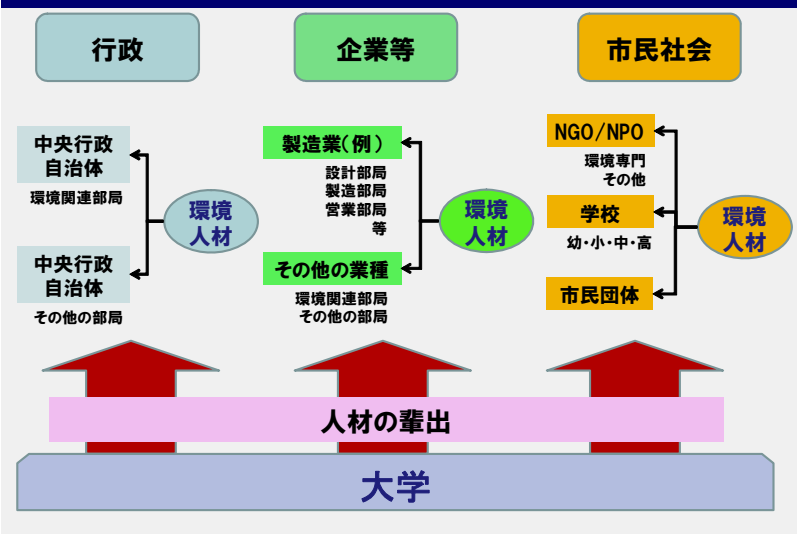 行政
中央行政
自治体
環境関連部局
環境
人材
中央行政
自治体
その他の部局
企業等
製造業(例)
設計部局
製造部局
営業部局
等
環境
人材
その他の業種
環境関連部局
その他の部局
市民社会
NGO/NPO
環境専門
その他
学校
幼・小・中・高
環境
人材
市民団体
人材の輩出
大学